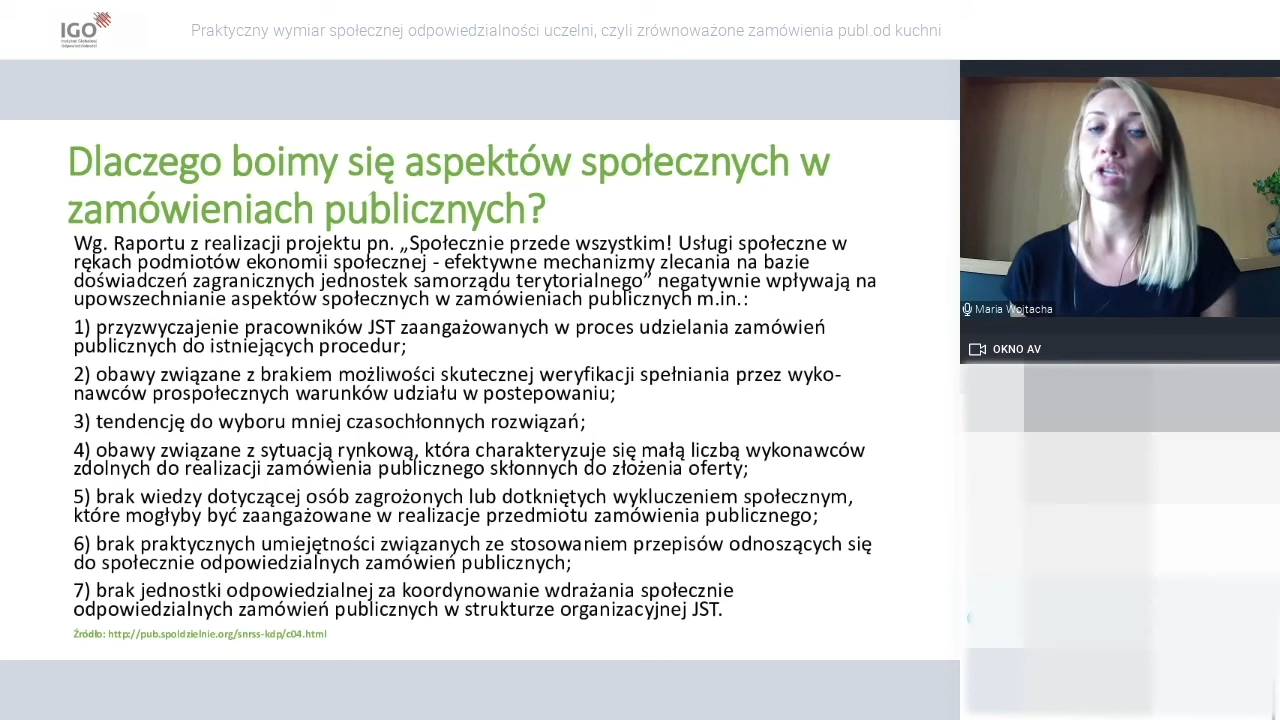 IGO
Instytut Globalnej
Odpowiedzialności
Praktyczny wymiar społecznej odpowiedzialności uczelni, czyli zrównoważone zamówienia publ.od kuchni
Dlaczego boimy się aspektów społecznych w
zamówieniach publicznych?
Wg. Raportu z realizacji projektu pn. „Społecznie przede wszystkim! Usługi społeczne w
rękach podmiotów ekonomii społecznej - efektywne mechanizmy zlecania na bazie
doświadczeń zagranicznych jednostek samorządu terytorialnego” negatywnie wpływają na
upowszechnianie aspektów społecznych w zamówieniach publicznych m.in.:
1) przyzwyczajenie pracowników JST zaangażowanych w proces udzielania zamówień
publicznych do istniejących procedur;
2) obawy związane z brakiem możliwości skutecznej weryfikacji spełniania przez wyko-
nawców prospołecznych warunków udziału w postepowaniu;
3) tendencję do wyboru mniej czasochłonnych rozwiązań;
4) obawy związane z sytuacją rynkową, która charakteryzuje się małą liczbą wykonawców
zdolnych do realizacji zamówienia publicznego skłonnych do złożenia oferty;
5) brak wiedzy dotyczącej osób zagrożonych lub dotkniętych wykluczeniem społecznym,
które mogłyby być zaangażowane w realizacje przedmiotu zamówienia publicznego;
6) brak praktycznych umiejętności związanych ze stosowaniem przepisów odnoszących się
do społecznie odpowiedzialnych zamówień publicznych;
7) brak jednostki odpowiedzialnej za koordynowanie wdrażania społecznie
odpowiedzialnych zamówień publicznych w strukturze organizacyjnej JST.
Źródło: http://pub.spoldzielnie.org/snrss-kdp/c04.html
Maria Wojtacha
OKNO AV